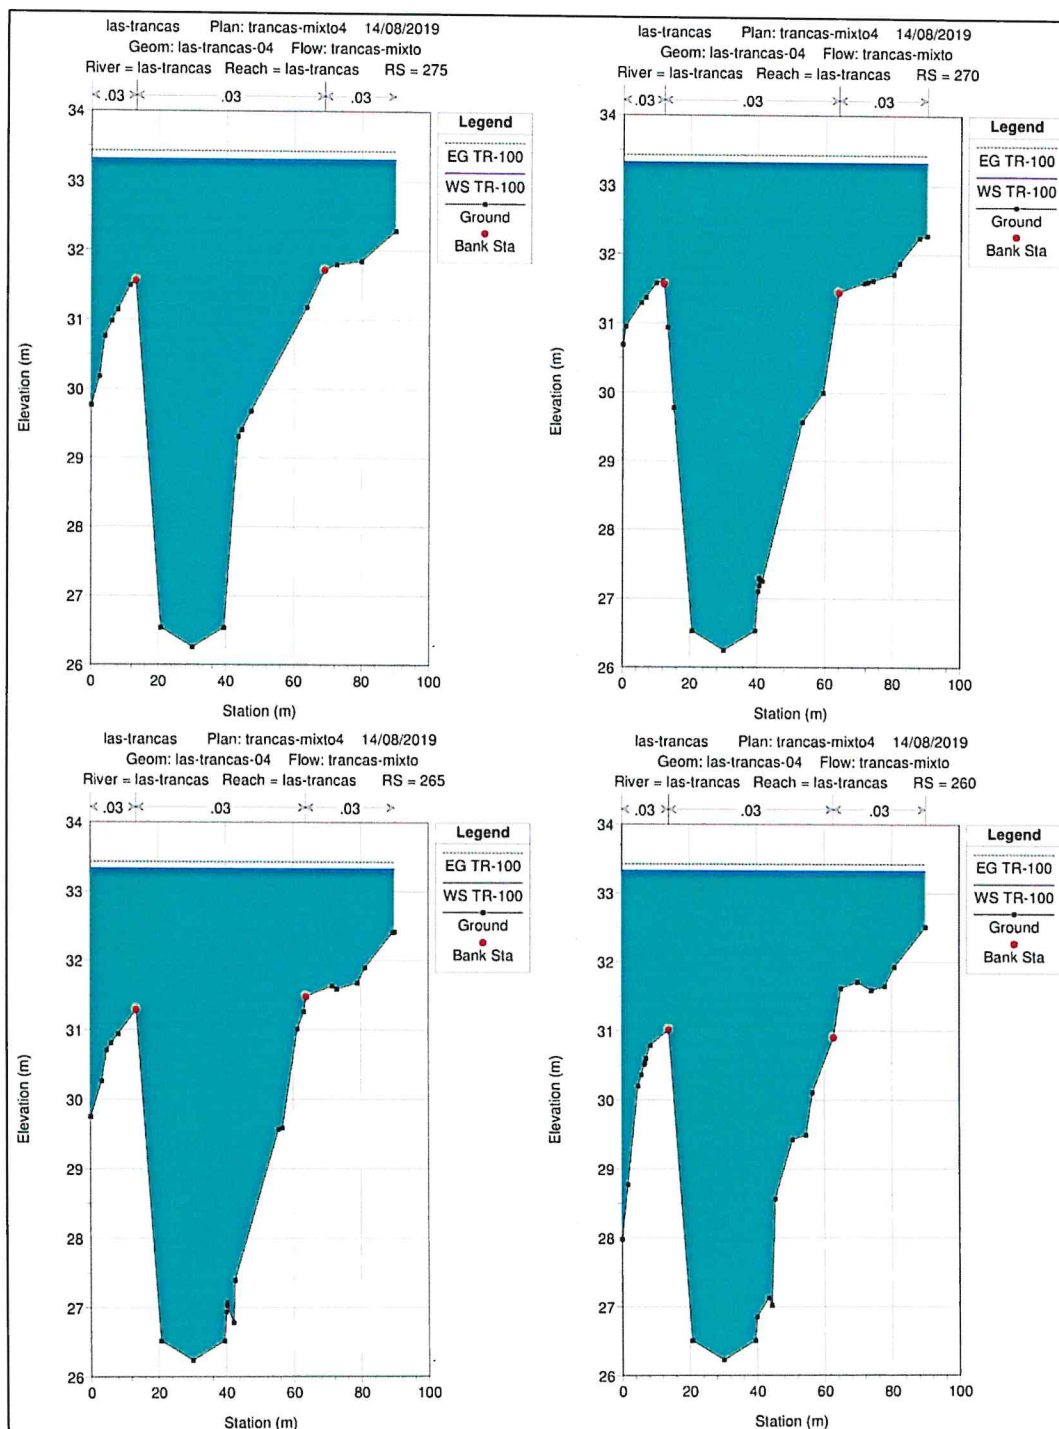 las-trancas Plan: trancas-mixto4 14/08/2019
Geom: las-trancas-04 Flow: trancas-mixto
River = las-trancas Reach = las-trancas RS = 275
.03 .03 .03
Legend
EG TR-100
WS TR-100
Ground
Bank Sta
Elevation (m)
34
33
32
31
30
29
28
27
26
0 20 40 60 80 100
Station (m)
las-trancas Plan: trancas-mixto4 14/08/2019
Geom: las-trancas-04 Flow: trancas-mixto
River = las-trancas Reach = las-trancas RS = 270
.03 .03 .03
Legend
EG TR-100
WS TR-100
Ground
Bank Sta
Elevation (m)
34
33
32
31
30
29
28
27
26
0 20 40 60 80 100
Station (m)
las-trancas Plan: trancas-mixto4 14/08/2019
Geom: las-trancas-04 Flow: trancas-mixto
River = las-trancas Reach = las-trancas RS = 265
.03 .03 .03
Legend
EG TR-100
WS TR-100
Ground
Bank Sta
Elevation (m)
34
33
32
31
30
29
28
27
26
0 20 40 60 80 100
Station (m)
las-trancas Plan: trancas-mixto4 14/08/2019
Geom: las-trancas-04 Flow: trancas-mixto
River = las-trancas Reach = las-trancas RS = 260
.03 .03 .03
Legend
EG TR-100
WS TR-100
Ground
Bank Sta
Elevation (m)
34
33
32
31
30
29
28
27
26
0 20 40 60 80 100
Station (m)